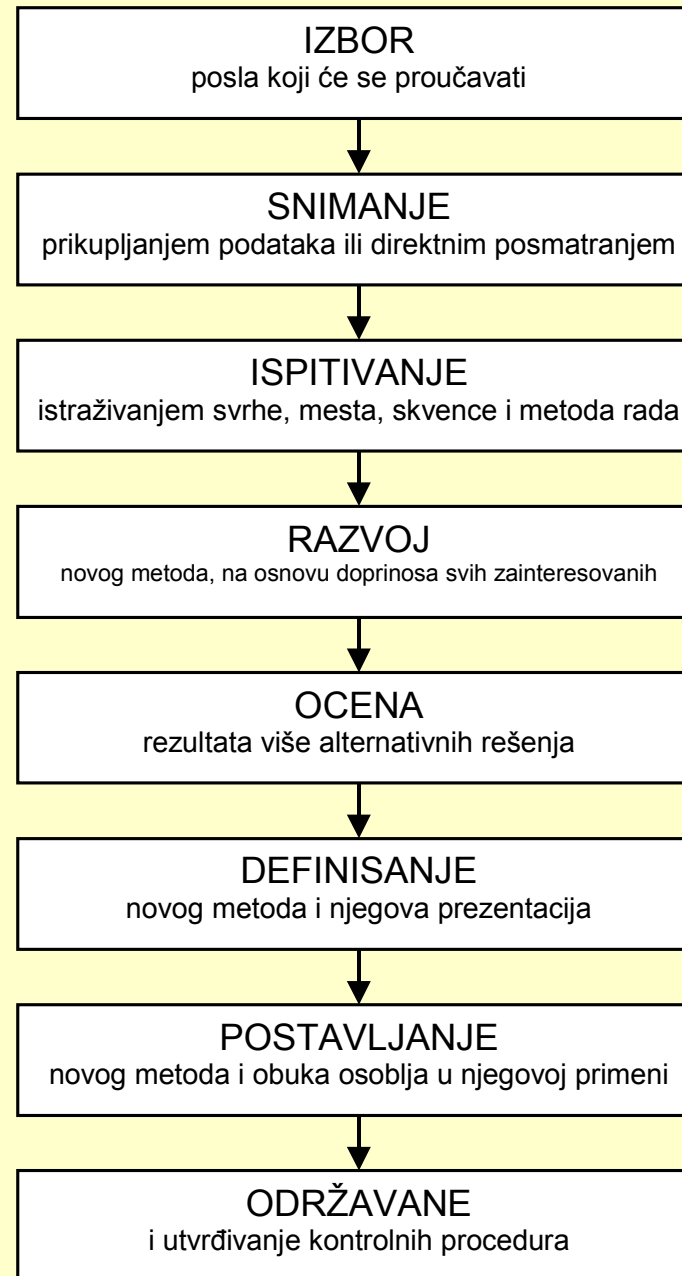 IZBOR
posla koji će se proučavati
SNIMANJE
prikupljanjem podataka ili direktnim posmatranjem
ISPITIVANJE
istraživanjem svrhe, mesta, skvence i metoda rada
RAZVOJ
novog metoda, na osnovu doprinosa svih zainteresovanih
OCENA
rezultata više alternativnih rešenja
DEFINISANJE
novog metoda i njegova prezentacija
POSTAVLJANJE
novog metoda i obuka osoblja u njegovoj primeni
ODRŽAVANE
i utvrđivanje kontrolnih procedura